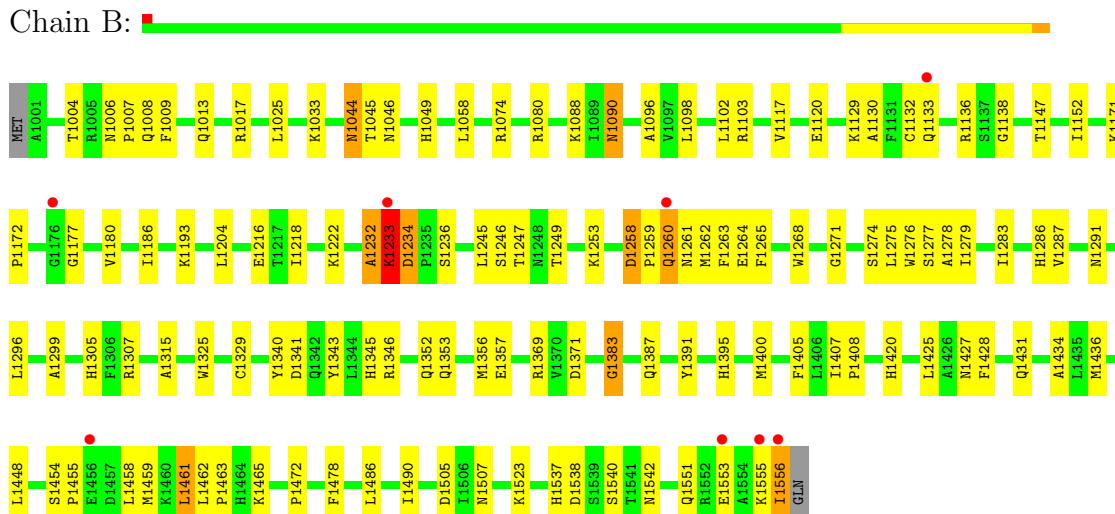 Chain B:
MET A1001 T1004 R1005 N1006 P1007 Q1008 F1009 Q1013 R1017 L1025 K1033 N1044 T1045 N1046 H1049 L1058 R1074 R1080 K1088 I1089 N1090 A1096 V1097 L1098 L1102 R1103 V1117 E1120 K1129 A1130 F1131 C1132 Q1133 R1136 S1137 G1138 T1147 I1152 K1171
P1172 G1176 G1177 V1180 I1186 K1193 L1204 E1216 T1217 I1218 K1222 A1232 K1233 D1234 P1235 S1236 L1245 S1246 T1247 N1248 T1249 K1253 D1258 P1259 Q1260 N1261 M1262 F1263 E1264 F1265 W1268 G1271 S1274 L1275 W1276 S1277 A1278 I1279 I1283 H1286 V1287 N1291
L1296 A1299 H1305 F1306 R1307 A1315 W1325 C1329 Y1340 D1341 Q1342 Y1343 L1344 H1345 R1346 Q1352 Q1353 M1356 E1357 R1369 V1370 D1371 G1383 Q1387 Y1391 H1395 M1400 F1405 L1406 I1407 P1408 H1420 L1425 A1426 N1427 F1428 Q1431 A1434 L1435 M1436
L1448 S1454 P1455 E1456 D1457 L1458 M1459 K1460 L1461 L1462 P1463 H1464 K1465 P1472 F1478 L1486 I1490 D1505 I1506 N1507 K1523 H1537 D1538 S1539 S1540 T1541 N1542 Q1551 R1552 E1553 A1554 K1555 I1556 GLN